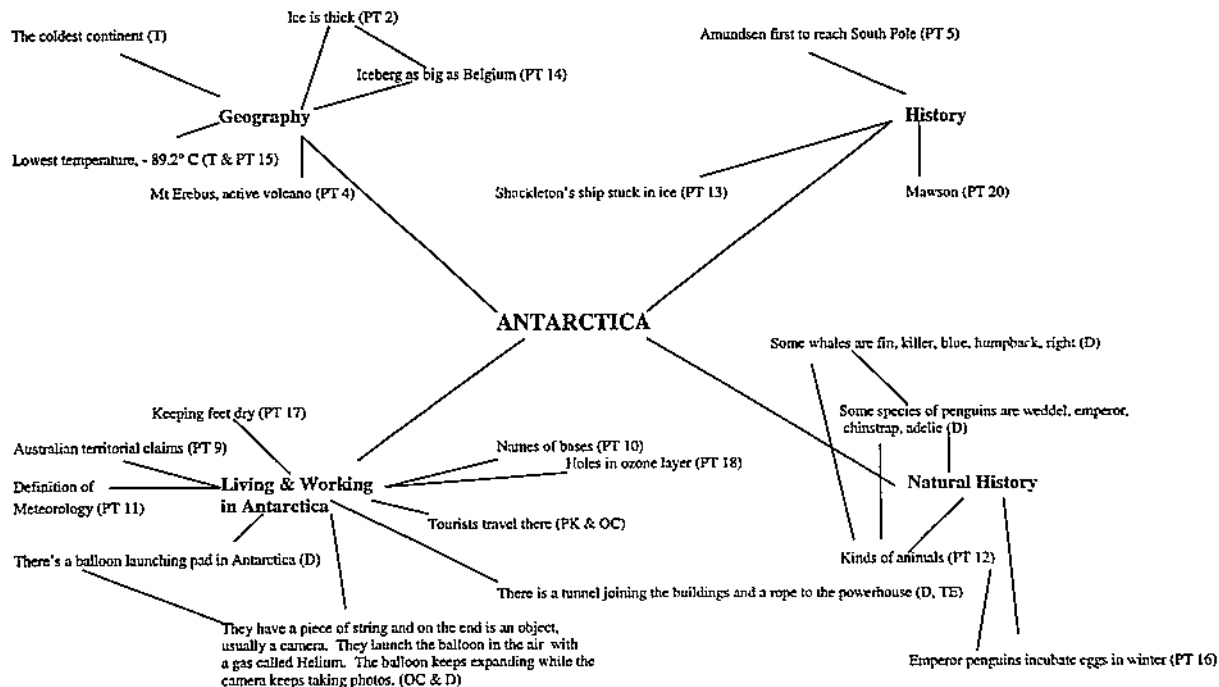 Ice is thick (PT 2)
The coldest continent (T)
Amundsen first to reach South Pole (PT 5)
Iceberg as big as Belgium (PT 14)
Geography
History
Lowest temperature, - 89.2° C (T & PT 15)
Mt Erebus, active volcano (PT 4)
Shackleton's ship stuck in ice (PT 13)
Mawson (PT 20)
ANTARCTICA
Some whales are fin, killer, blue, humpback, right (D)
Keeping feet dry (PT 17)
Some species of penguins are weddel, emperor,
chinstrap, adelie (D)
Australian territorial claims (PT 9)
Names of bases (PT 10)
Holes in ozone layer (PT 18)
Definition of
Meteorology (PT 11)
Living & Working
in Antarctica
Natural History
Tourists travel there (PK & OC)
There's a balloon launching pad in Antarctica (D)
Kinds of animals (PT 12)
There is a tunnel joining the buildings and a rope to the powerhouse (D, TE)
They have a piece of string and on the end is an object,
usually a camera. They launch the balloon in the air with
a gas called Helium. The balloon keeps expanding while the
camera keeps taking photos. (OC & D)
Emperor penguins incubate eggs in winter (PT 16)